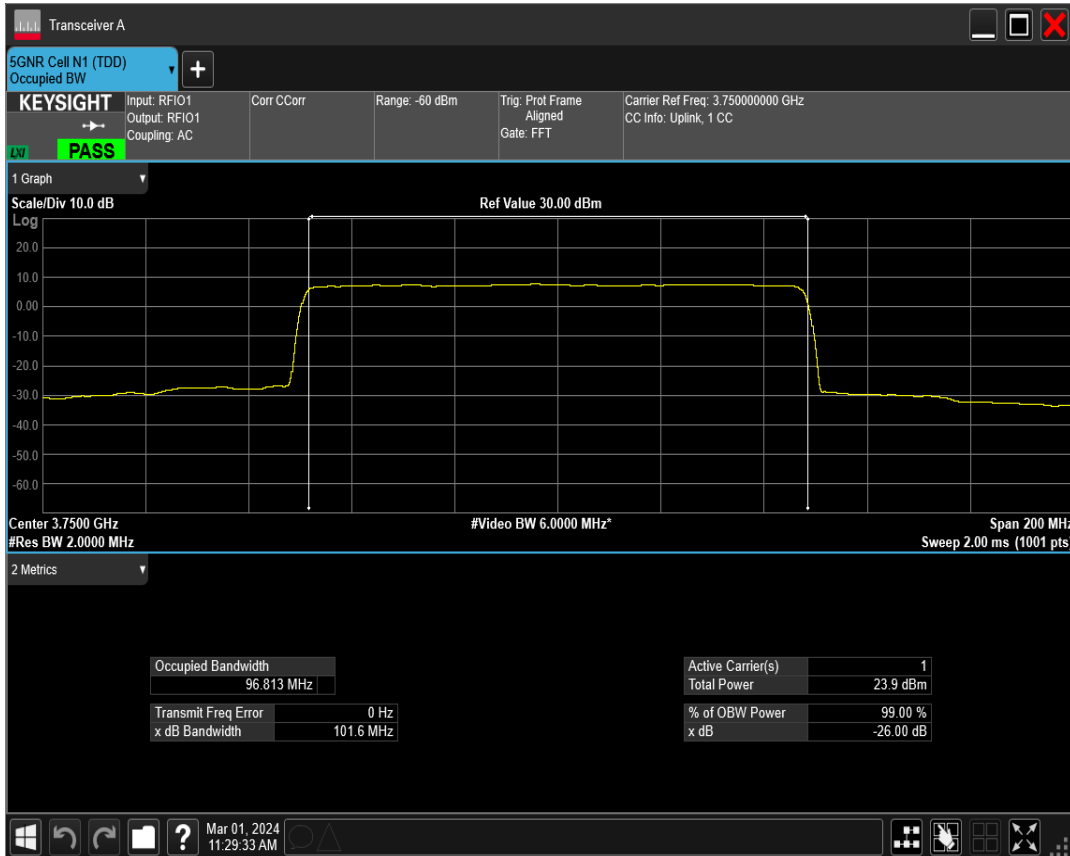 Transceiver A
5GNR Cell N1 (TDD)
Occupied BW
+
KEYSIGHT
LXI
PASS
Input: RFIO1
Output: RFIO1
Coupling: AC
Corr CCorr
Range: -60 dBm
Trig: Prot Frame
Aligned
Gate: FFT
Carrier Ref Freq: 3.750000000 GHz
CC Info: Uplink, 1 CC
1 Graph
Scale/Div 10.0 dB
Ref Value 30.00 dBm
Log
20.0
10.0
0.00
-10.0
-20.0
-30.0
-40.0
-50.0
-60.0
Center 3.7500 GHz
#Video BW 6.0000 MHz*
Span 200 MHz
#Res BW 2.0000 MHz
Sweep 2.00 ms (1001 pts)
2 Metrics
Occupied Bandwidth
96.813 MHz
Transmit Freq Error 0 Hz
x dB Bandwidth 101.6 MHz
Active Carrier(s) 1
Total Power 23.9 dBm
% of OBW Power 99.00 %
x dB -26.00 dB
?
Mar 01, 2024
11:29:33 AM